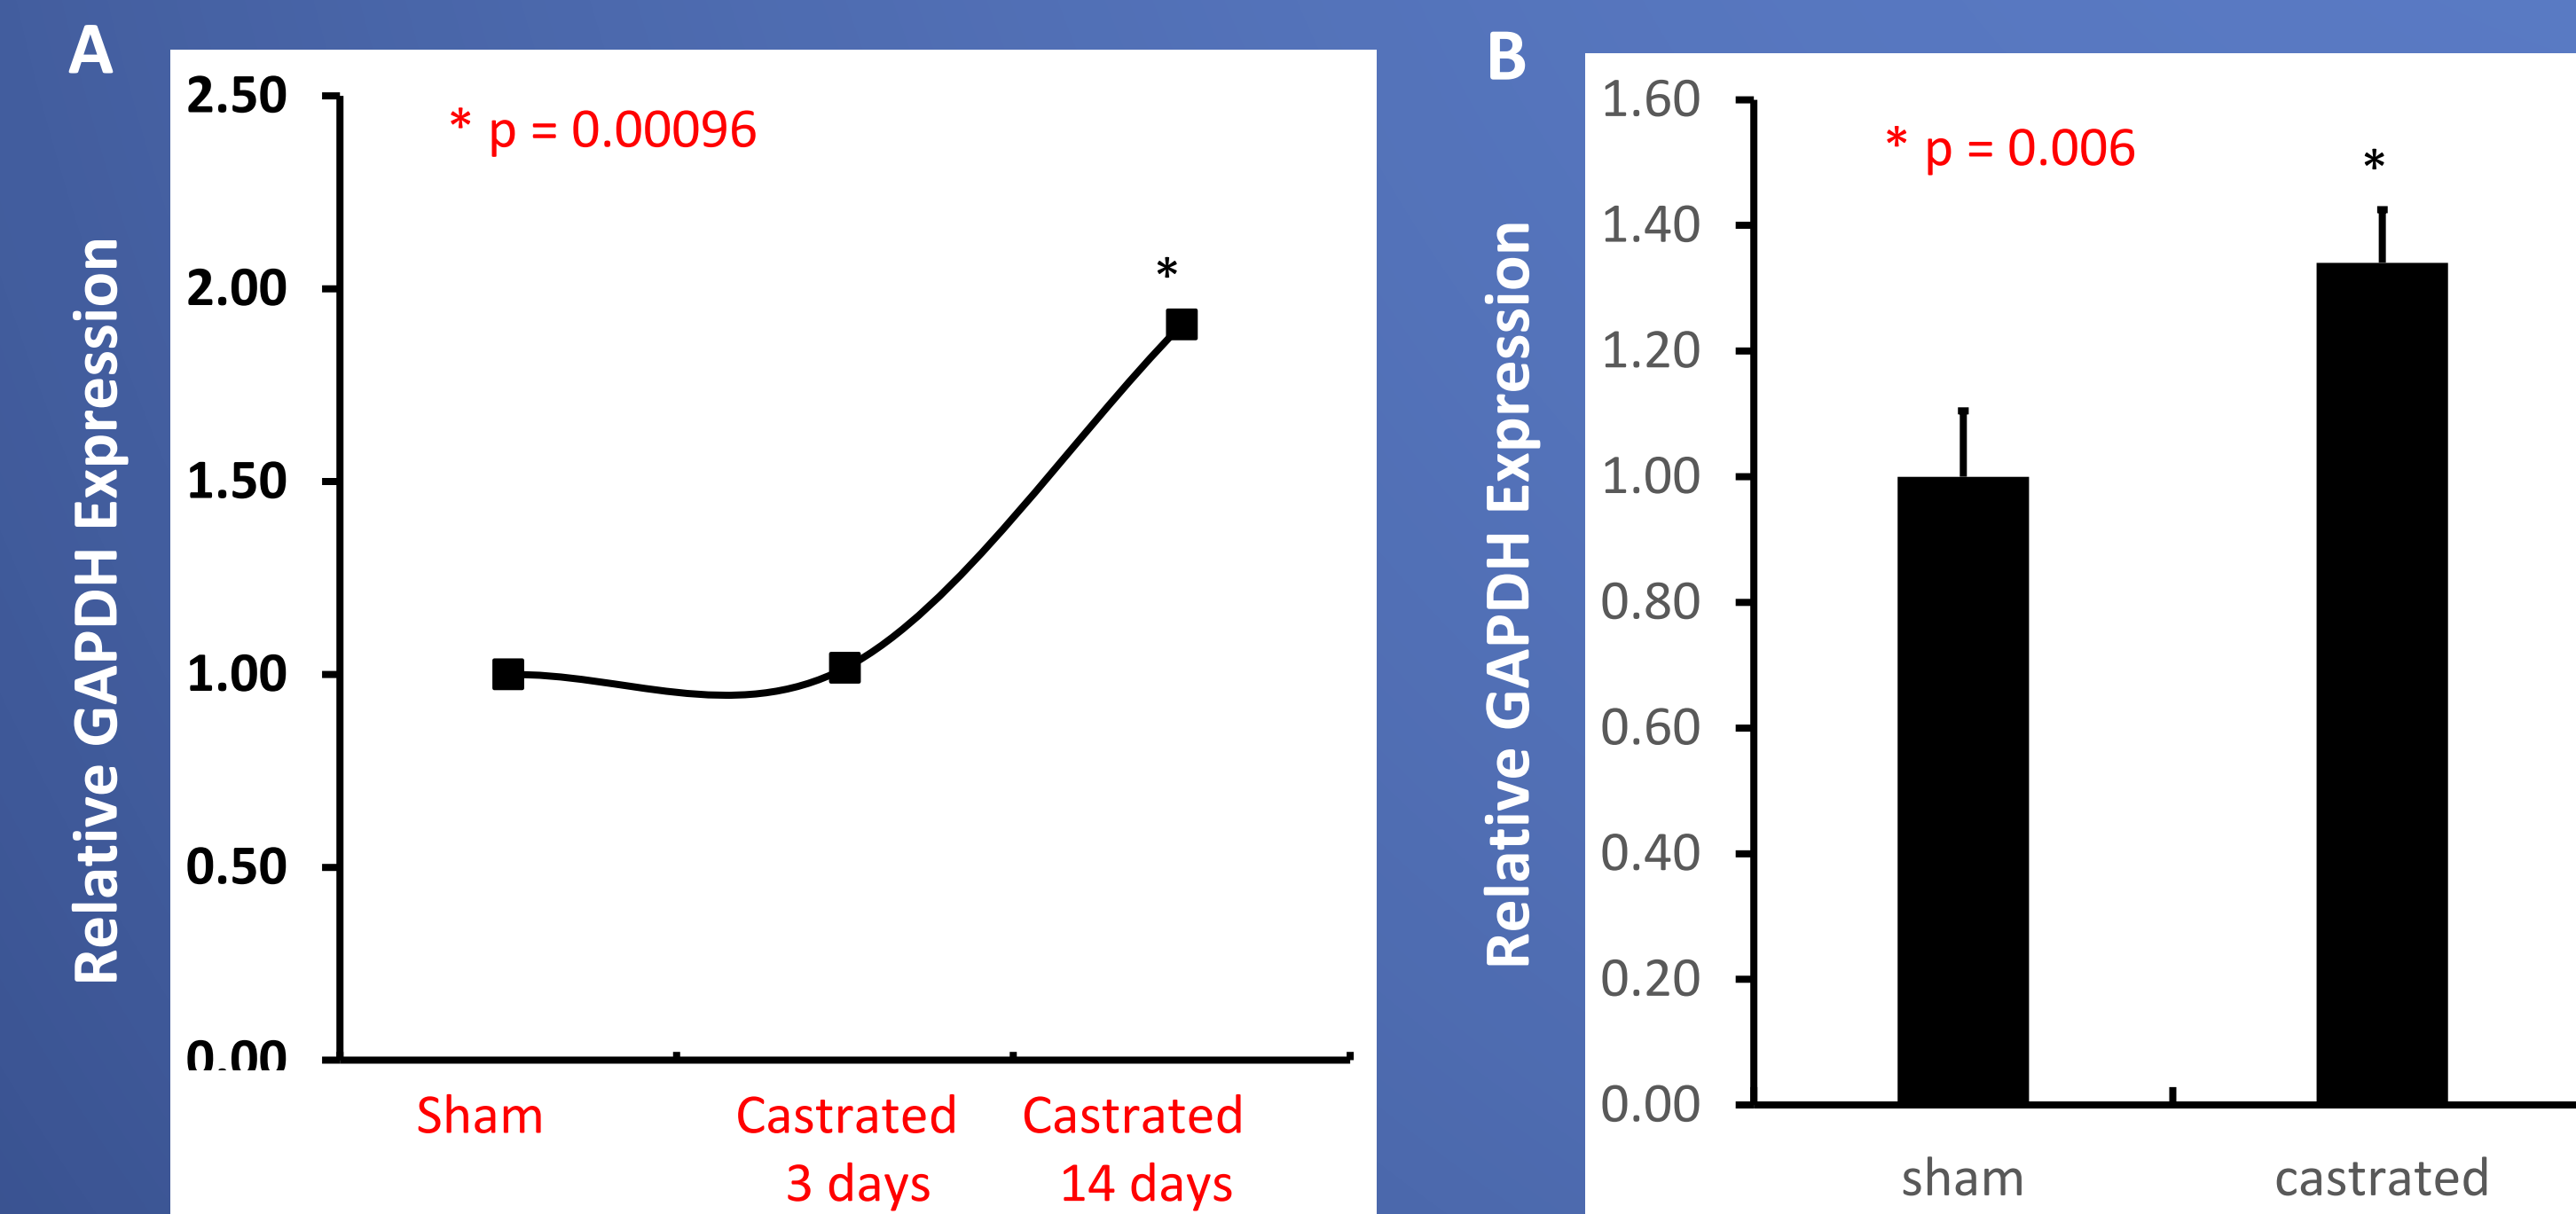 A
Relative GAPDH Expression
2.50
2.00
1.50
1.00
0.50
0.00
* p = 0.00096
*
Sham
Castrated
3 days
Castrated
14 days
B
Relative GAPDH Expression
1.60
1.40
1.20
1.00
0.80
0.60
0.40
0.20
0.00
* p = 0.006
*
sham
castrated